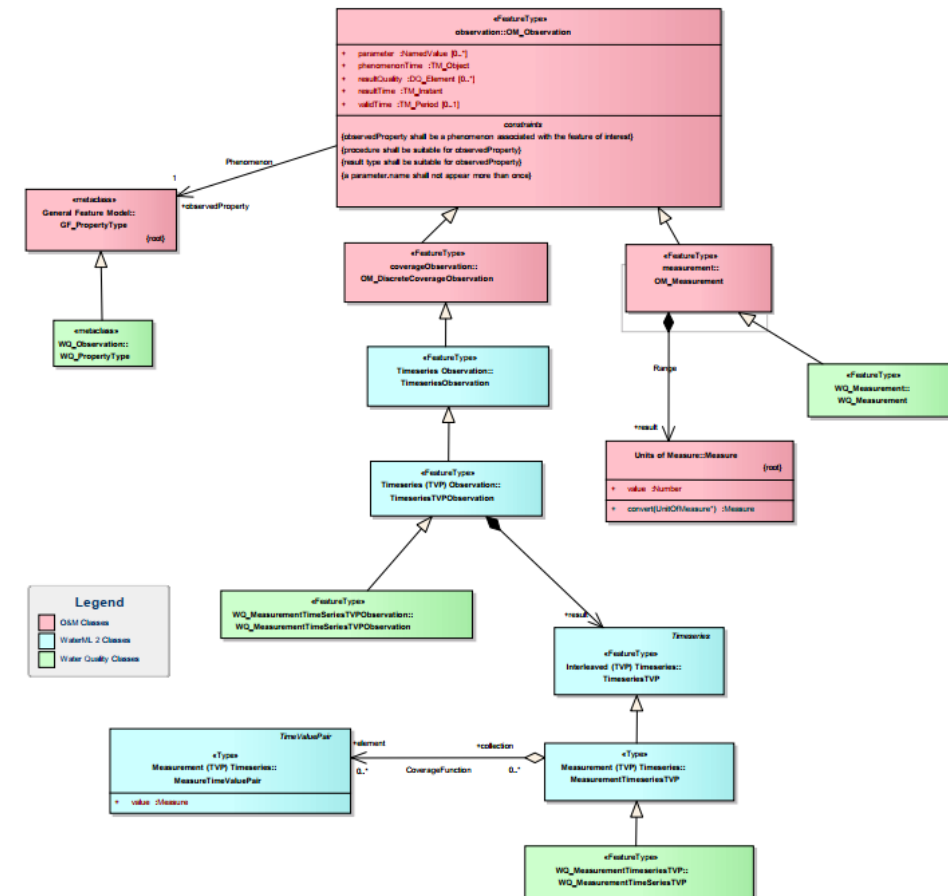 «FeatureType»
observation::OM_Observation
+ parameter :NamedValue [0..*]
+ phenomenonTime :TM_Object
+ resultQuality :DQ_Element [0..*]
+ resultTime :TM_Instant
+ validTime :TM_Period [0..1]
constraints
{observedProperty shall be a phenomenon associated with the feature of interest}
{procedure shall be suitable for observedProperty}
{result type shall be suitable for observedProperty}
{a parameter.name shall not appear more than once}
Phenomenon
1
+observedProperty
«metaclass»
General Feature Model::
GF_PropertyType
{root}
«FeatureType»
coverageObservation::
OM_DiscreteCoverageObservation
«FeatureType»
measurement::
OM_Measurement
«metaclass»
WQ_Observation::
WQ_PropertyType
«FeatureType»
Timeseries Observation::
TimeseriesObservation
Range
«FeatureType»
WQ_Measurement::
WQ_Measurement
+result
Units of Measure::Measure
{root}
+ value :Number
+ convert(UnitOfMeasure*) :Measure
«FeatureType»
Timeseries (TVP) Observation::
TimeseriesTVPObservation
Legend
O&M Classes
WaterML 2 Classes
Water Quality Classes
«FeatureType»
WQ_MeasurementTimeSeriesTVPObservation::
WQ_MeasurementTimeSeriesTVPObservation
+result
Timeseries
«FeatureType»
Interleaved (TVP) Timeseries::
TimeseriesTVP
TimeValuePair
«Type»
Measurement (TVP) Timeseries::
MeasureTimeValuePair
+ value :Measure
+element
0..*
CoverageFunction
+collection
0..*
«Type»
Measurement (TVP) Timeseries::
MeasurementTimeseriesTVP
«FeatureType»
WQ_MeasurementTimeseriesTVP::
WQ_MeasurementTimeSeriesTVP